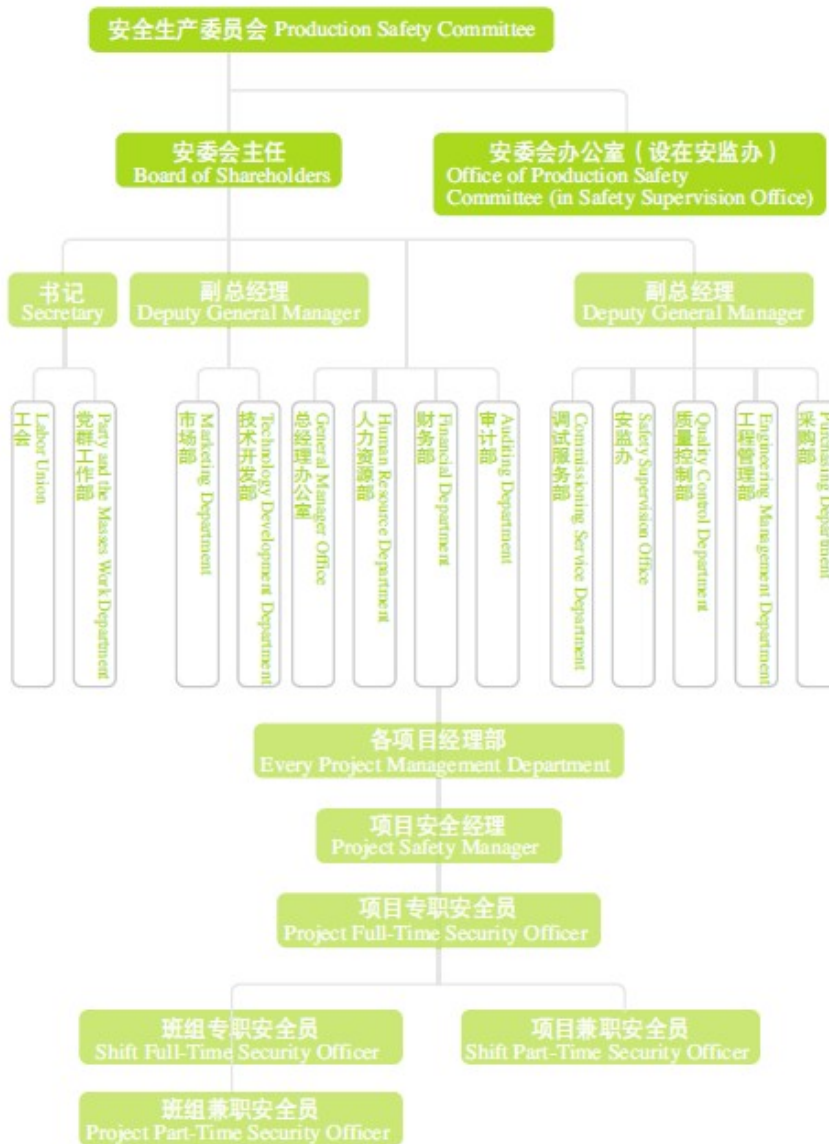 安全生产委员会 Production Safety Committee
安委会主任
Board of Shareholders
安委会办公室（设在安监办）
Office of Production Safety
Committee (in Safety Supervision Office)
书记
Secretary
副总经理
Deputy General Manager
副总经理
Deputy General Manager
工会
Labor Union
党群工作部
Party and the Masses Work Department
市场部
Marketing Department
技术开发部
Technology Development Department
总经理办公室
General Manager Office
人力资源部
Human Resource Department
财务部
Financial Department
审计部
Auditing Department
调试服务部
Commissioning Service Department
安监办
Safety Supervision Office
质量控制部
Quality Control Department
工程管理部
Engineering Management Department
采购部
Purchasing Department
各项目经理部
Every Project Management Department
项目安全经理
Project Safety Manager
项目专职安全员
Project Full-Time Security Officer
班组专职安全员
Shift Full-Time Security Officer
项目兼职安全员
Shift Part-Time Security Officer
班组兼职安全员
Project Part-Time Security Officer